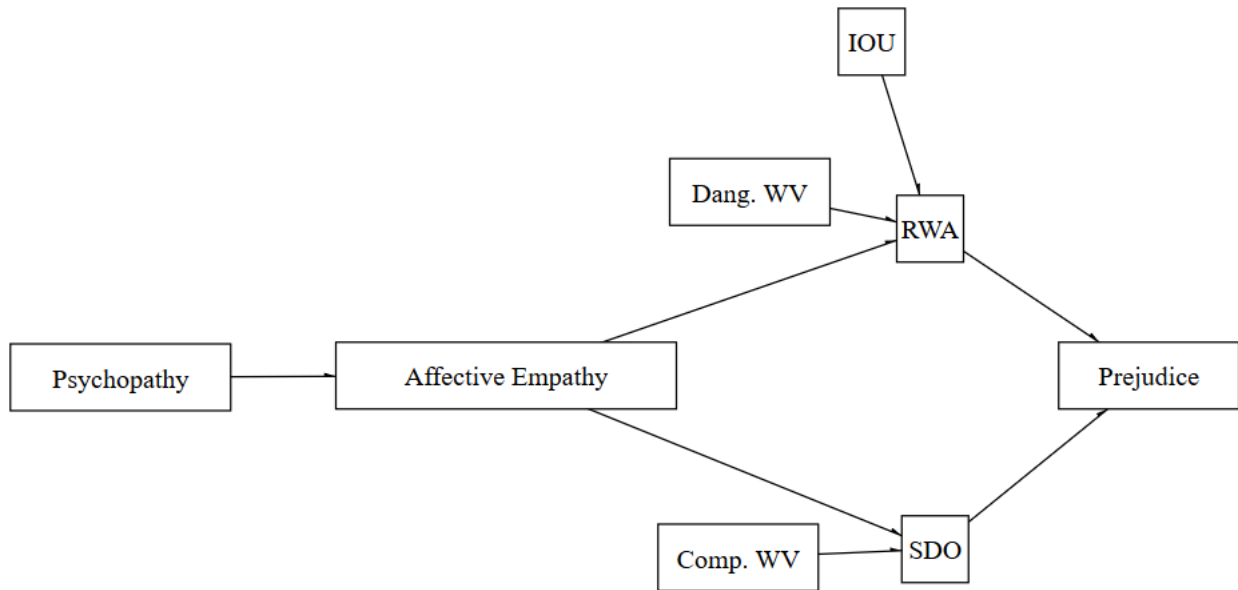 IOU
Dang. WV
RWA
Psychopathy
Affective Empathy
Prejudice
Comp. WV
SDO